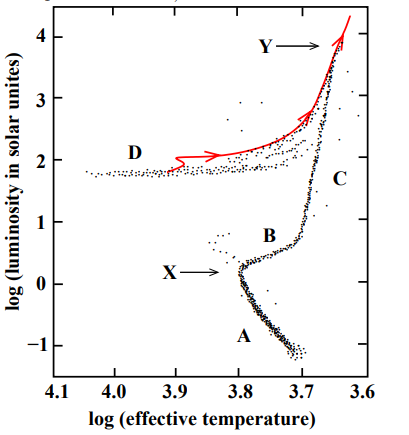 4
3
2
1
0
−1
log (luminosity in solar unites)
Y
D
C
B
X
A
4.1 4.0 3.9 3.8 3.7 3.6
log (effective temperature)